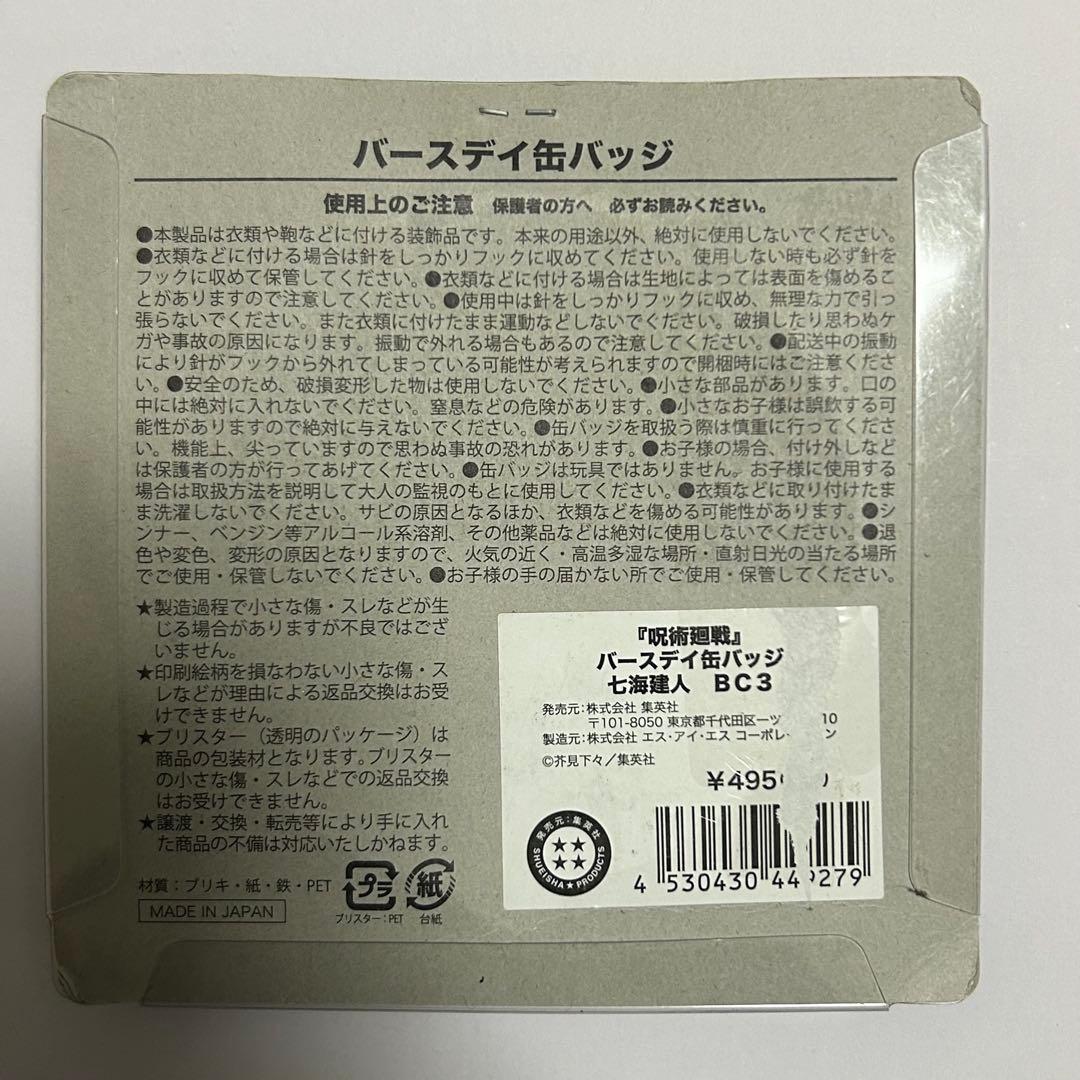 バースデイ缶バッジ
使用上のご注意 保護者の方へ 必ずお読みください。
●本製品は衣類や鞄などに付ける装飾品です。本来の用途以外、絶対に使用しないでください。
●衣類などに付ける場合は針をしっかりフックに収めてください。使用しない時も必ず針を
フックに収めて保管してください。●衣類などに付ける場合は生地によっては表面を傷めるこ
とがありますので注意してください。●使用中は針をしっかりフックに収め、無理な力で引っ
張らないでください。また衣類に付けたまま運動などしないでください。破損したり思わぬケ
ガや事故の原因になります。振動で外れる場合もあるので注意してください。●配送中の振動
により針がフックから外れてしまっている可能性が考えられますので開梱時にはご注意くださ
い。●安全のため、破損変形した物は使用しないでください。●小さな部品があります。口の
中には絶対に入れないでください。窒息などの危険があります。●小さなお子様は誤飲する可
能性がありますので絶対に与えないでください。●缶バッジを取扱う際は慎重に行ってくださ
い。機能上、尖っていますので思わぬ事故の恐れがあります。●お子様の場合、付け外しなど
は保護者の方が行ってあげてください。●缶バッジは玩具ではありません。お子様に使用する
場合は取扱方法を説明して大人の監視のもとに使用してください。●衣類などに取り付けたま
ま洗濯しないでください。サビの原因となるほか、衣類などを傷める可能性があります。●シ
ンナー、ベンジン等アルコール系溶剤、その他薬品などは絶対に使用しないでください。●退
色や変色、変形の原因となりますので、火気の近く・高温多湿な場所・直射日光の当たる場所
でご使用・保管しないでください。●お子様の手の届かない所でご使用・保管してください。
★製造過程で小さな傷・スレなどが生
じる場合がありますが不良ではござ
いません。
★印刷絵柄を損なわない小さな傷・ス
レなどが理由による返品交換はお受
けできません。
★ブリスター（透明のパッケージ）は
商品の包装材となります。ブリスター
の小さな傷・スレなどでの返品交換
はお受けできません。
★譲渡・交換・転売等により手に入れ
た商品の不備は対応いたしかねます。
材質：ブリキ・紙・鉄・PET
MADE IN JAPAN
プラ
ブリスター：PET
紙
台紙
『呪術廻戦』
バースデイ缶バッジ
七海建人 BC3
発売元：株式会社 集英社
〒101-8050 東京都千代田区一ツ 10
製造元：株式会社 エス・アイ・エス コーポレ ン
©芥見下々／集英社
¥495
発売元：集英社
SHUEISHA★PRODUCTS
4 530430 449279